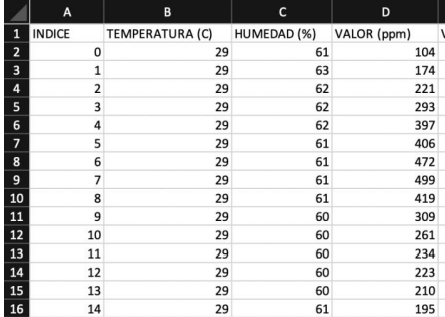 A B C D
1 INDICE TEMPERATURA (C) HUMEDAD (%) VALOR (ppm)
2 0 29 61 104
3 1 29 63 174
4 2 29 62 221
5 3 29 62 293
6 4 29 62 397
7 5 29 61 406
8 6 29 61 472
9 7 29 61 499
10 8 29 61 419
11 9 29 60 309
12 10 29 60 261
13 11 29 60 234
14 12 29 60 223
15 13 29 60 210
16 14 29 61 195